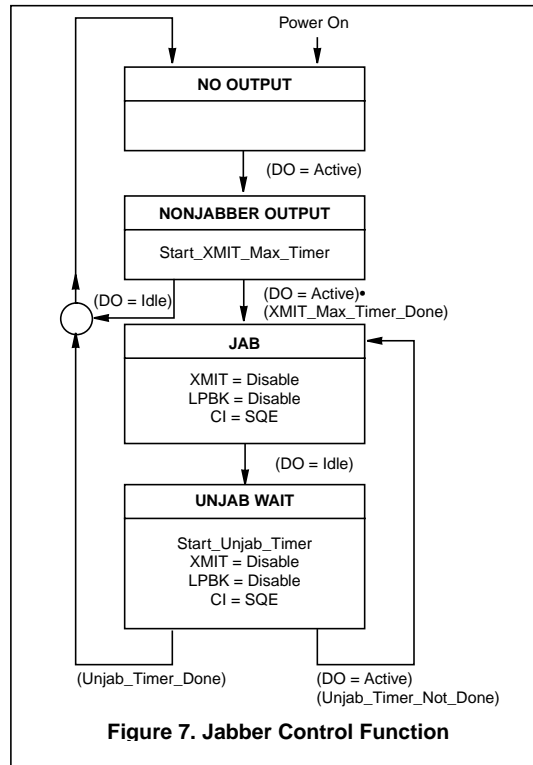 Power On
NO OUTPUT
(DO = Active)
NONJABBER OUTPUT
Start_XMIT_Max_Timer
(DO = Idle)
(DO = Active)•
(XMIT_Max_Timer_Done)
JAB
XMIT = Disable
LPBK = Disable
CI = SQE
(DO = Idle)
UNJAB WAIT
Start_Unjab_Timer
XMIT = Disable
LPBK = Disable
CI = SQE
(Unjab_Timer_Done)
(DO = Active)
(Unjab_Timer_Not_Done)
Figure 7. Jabber Control Function